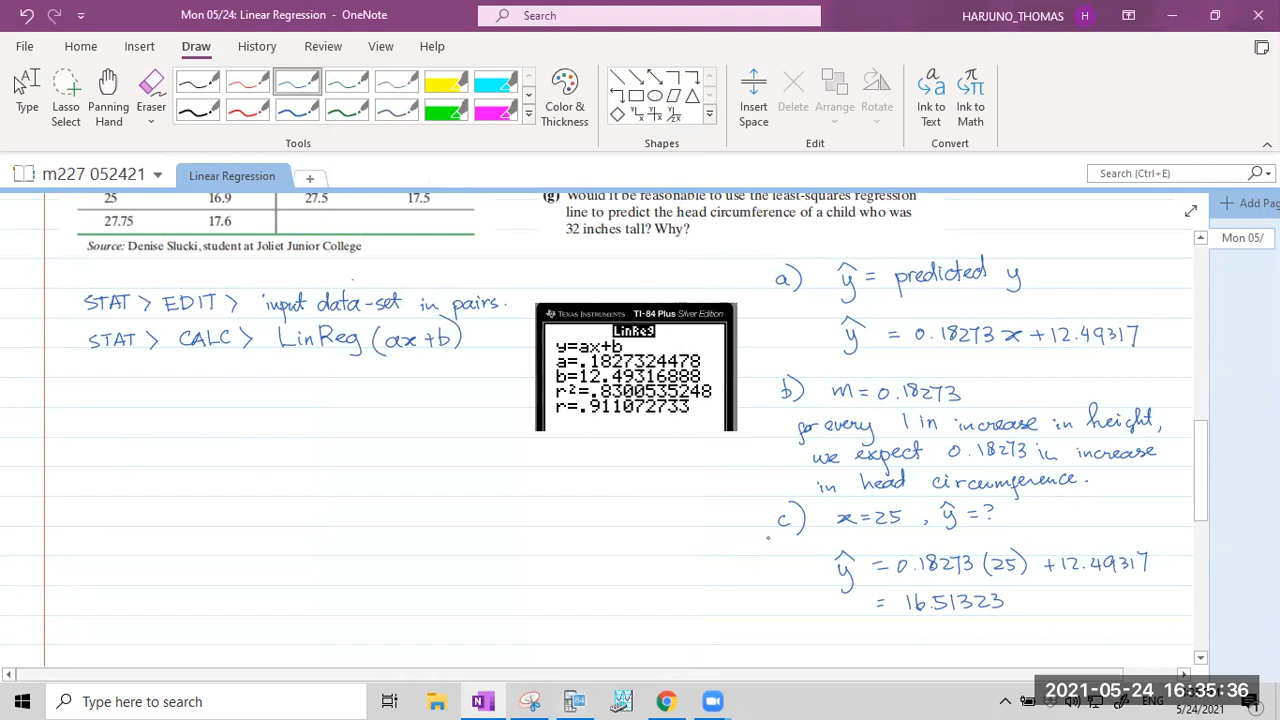 Mon 05/24: Linear Regression - OneNote
Search
HARJUNO_THOMAS H
File Home Insert Draw History Review View Help
Type
Lasso Select
Panning Hand
Eraser
Color & Thickness
Insert Space
Delete
Arrange
Rotate
Ink to Text
Ink to Math
Tools
Shapes
Edit
Convert
m227 052421
Linear Regression
Search (Ctrl+E)
Add Pag
Mon 05/
25 16.9 27.5 17.5
27.75 17.6
Source: Denise Slucki, student at Joliet Junior College
(g) Would it be reasonable to use the least-squares regression
line to predict the head circumference of a child who was
32 inches tall? Why?
STAT > EDIT > input data-set in pairs.
STAT > CALC > LinReg (ax+b)
TEXAS INSTRUMENTS TI-84 Plus Silver Edition
LinReg
y=ax+b
a=.1827324478
b=12.49316888
r²=.8300535248
r=.911072733
a) ŷ = predicted y
ŷ = 0.18273 x + 12.49317
b) m = 0.18273
for every 1 in increase in height,
we expect 0.18273 in increase
in head circumference.
c) x = 25 , ŷ = ?
ŷ = 0.18273 (25) + 12.49317
= 16.51323
Type here to search
84
2021-05-24 16:35:36
5/24/2021